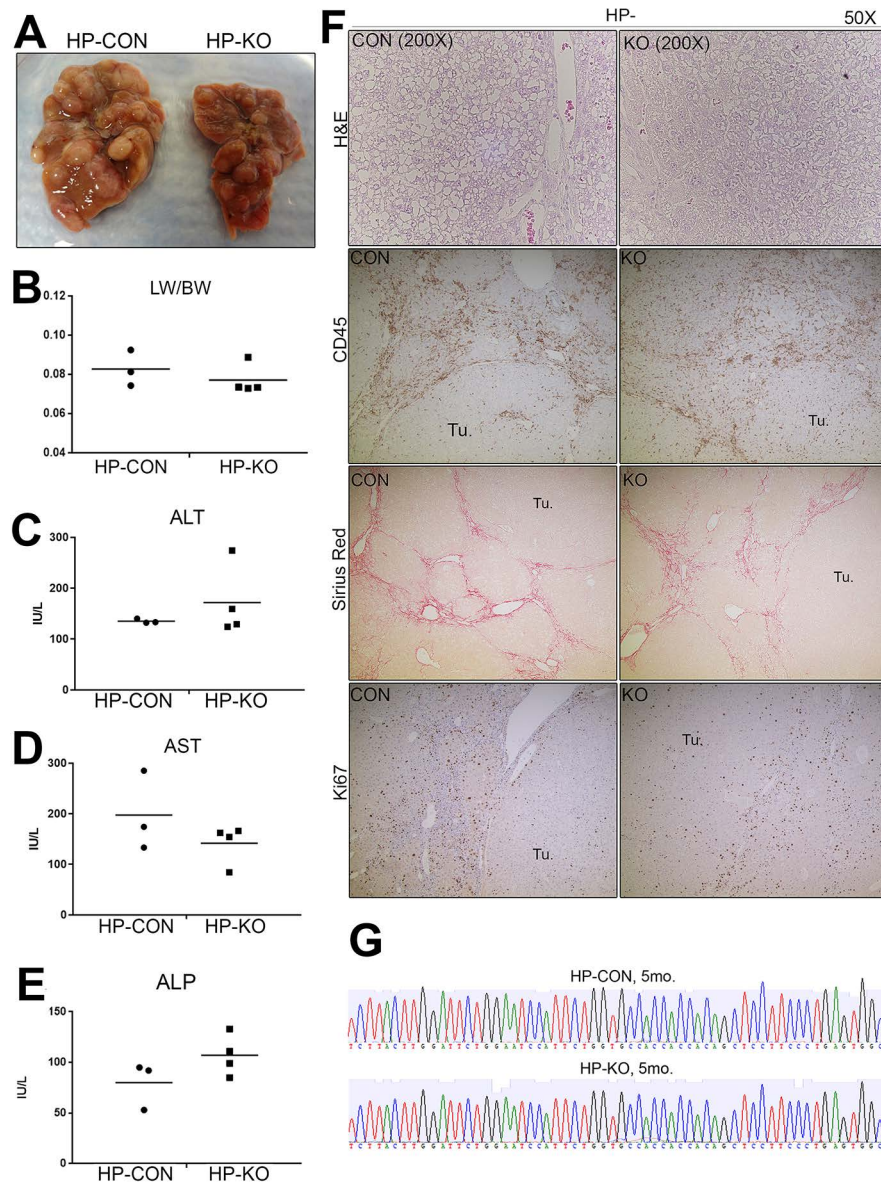 A
HP-CON HP-KO
B
LW/BW
0.12
0.10
0.08
0.06
0.04
HP-CON HP-KO
C
ALT
300
200
100
0
IU/L
HP-CON HP-KO
D
AST
300
200
100
0
IU/L
HP-CON HP-KO
E
ALP
150
100
50
0
IU/L
HP-CON HP-KO
F
HP- 50X
H&E
CON (200X) KO (200X)
CD45
CON KO
Tu. Tu.
Sirius Red
CON KO
Tu. Tu.
Ki67
CON KO
Tu. Tu.
G
HP-CON, 5mo.
T C T T A C T T G G A T T C T G G A A T C C A T T C T G G T G C C A C C A C C A C A G C T C C T T C C C T G A G T G G C
HP-KO, 5mo.
T C T T A C T T G G A T T C T G G A A T C C A T T C T G G T G C C A C C A C C A C A G C T C C T T C C C T G A G T G G C